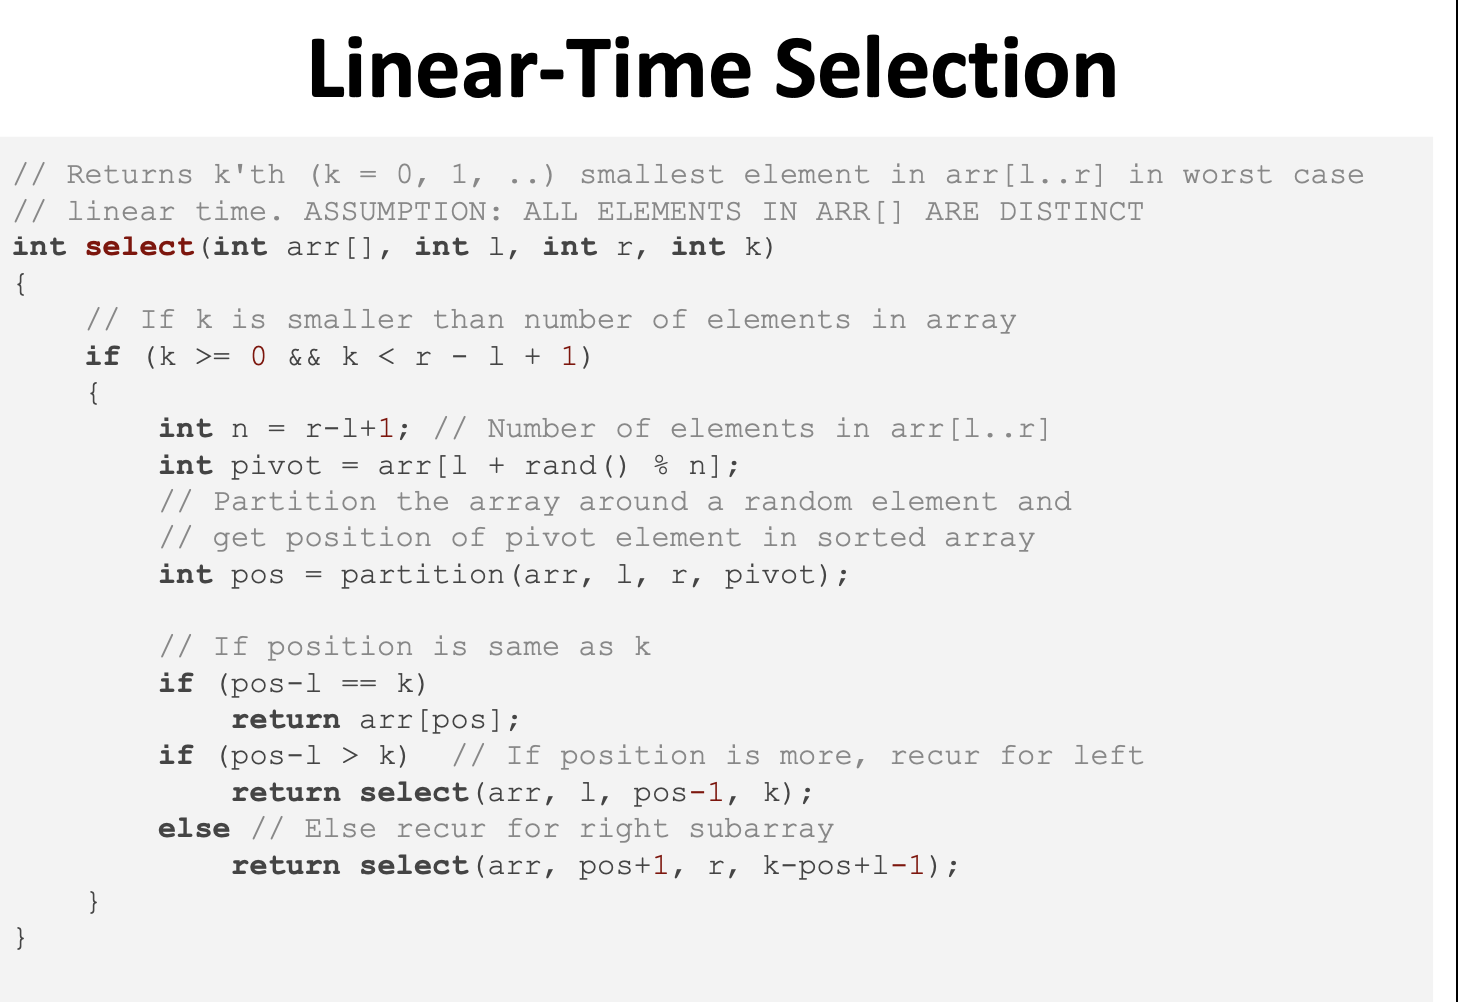 Linear-Time Selection
// Returns k'th (k = 0, 1, ..) smallest element in arr[l..r] in worst case
// linear time. ASSUMPTION: ALL ELEMENTS IN ARR[] ARE DISTINCT
int select(int arr[], int l, int r, int k)
{
// If k is smaller than number of elements in array
if (k >= 0 && k < r - l + 1)
{
int n = r-l+1; // Number of elements in arr[l..r]
int pivot = arr[l + rand() % n];
// Partition the array around a random element and
// get position of pivot element in sorted array
int pos = partition(arr, l, r, pivot);
// If position is same as k
if (pos-l == k)
return arr[pos];
if (pos-l > k) // If position is more, recur for left
return select(arr, l, pos-1, k);
else // Else recur for right subarray
return select(arr, pos+1, r, k-pos+l-1);
}
}